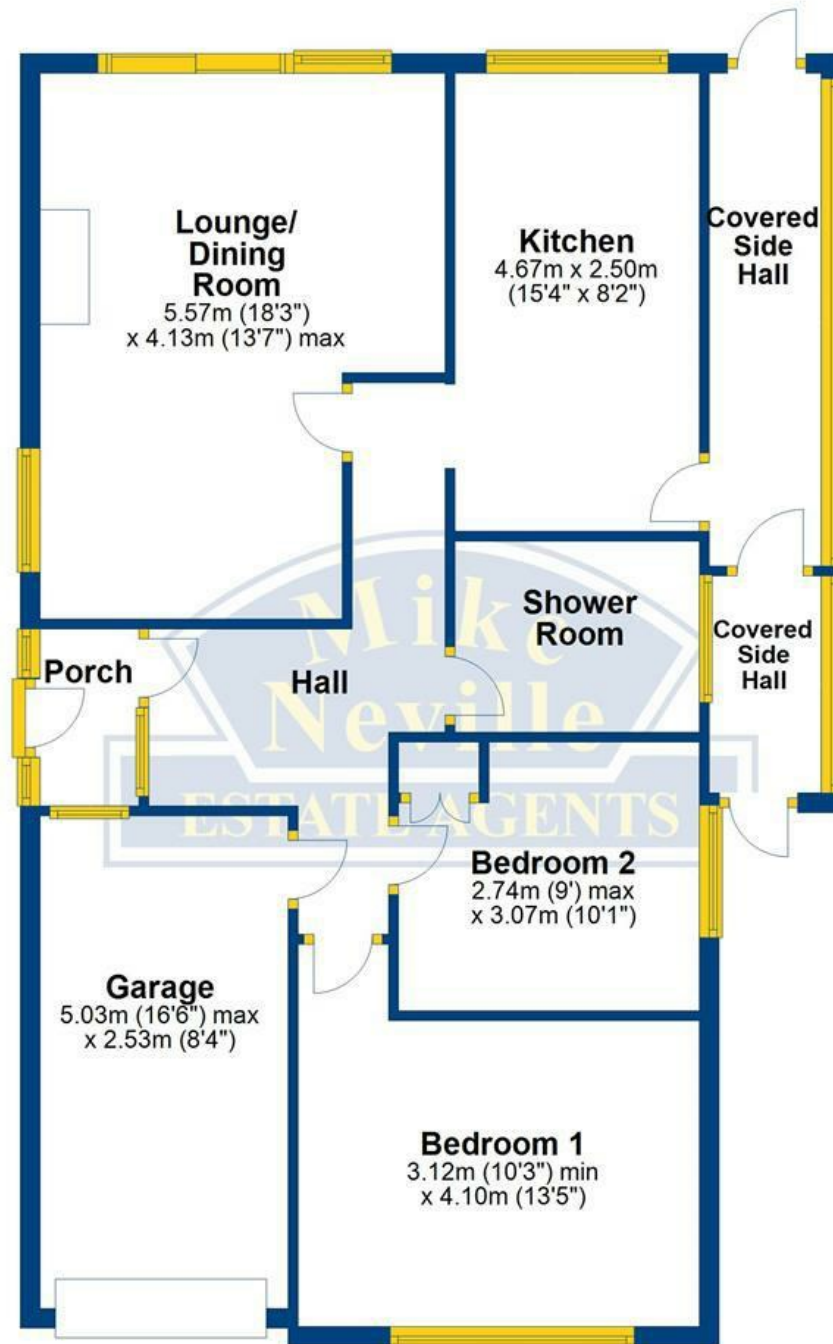 Lounge/
Dining
Room
5.57m (18'3")
x 4.13m (13'7") max
Kitchen
4.67m x 2.50m
(15'4" x 8'2")
Covered
Side
Hall
Shower
Room
Covered
Side
Hall
Porch
Hall
Mike
Neville
ESTATE AGENTS
Bedroom 2
2.74m (9') max
x 3.07m (10'1")
Garage
5.03m (16'6") max
x 2.53m (8'4")
Bedroom 1
3.12m (10'3") min
x 4.10m (13'5")